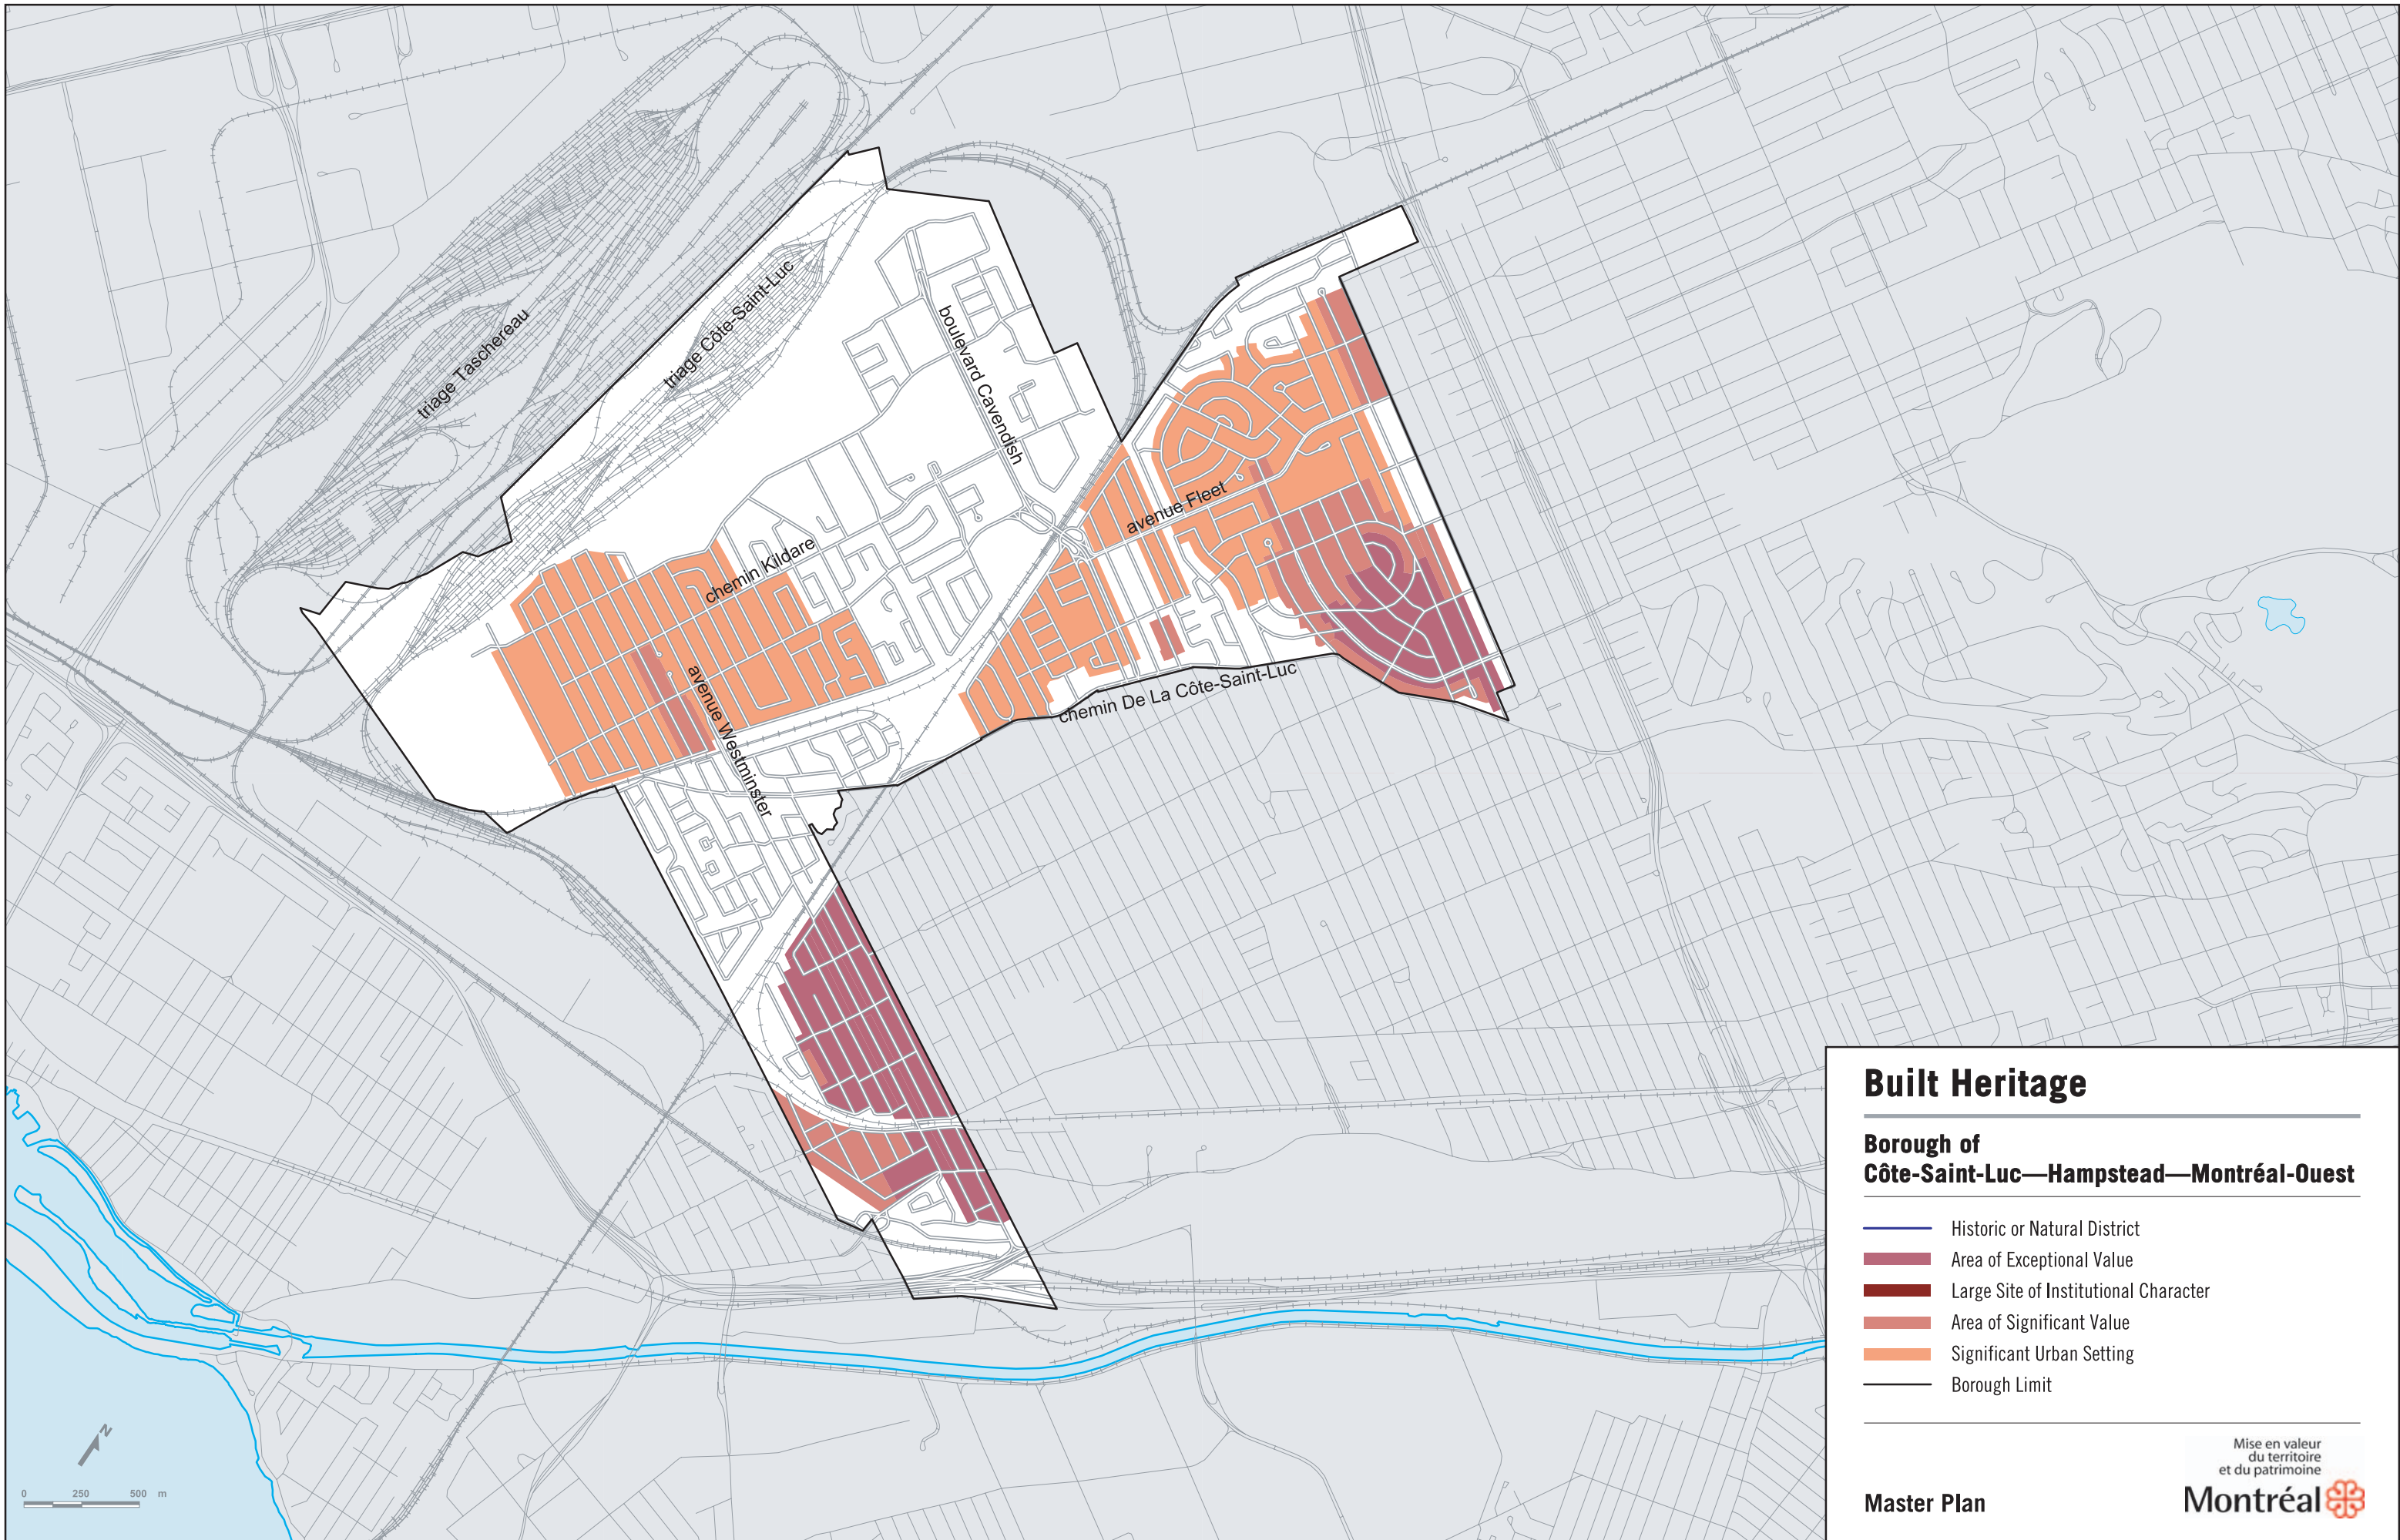 triage Taschereau
triage Côte-Saint-Luc
boulevard Cavendish
avenue Fleet
chemin Kildare
avenue Westminster
chemin De La Côte-Saint-Luc
Built Heritage
Borough of
Côte-Saint-Luc—Hampstead—Montréal-Ouest
Historic or Natural District
Area of Exceptional Value
Large Site of Institutional Character
Area of Significant Value
Significant Urban Setting
Borough Limit
N
0 250 500 m
Mise en valeur
du territoire
et du patrimoine
Master Plan
Montréal